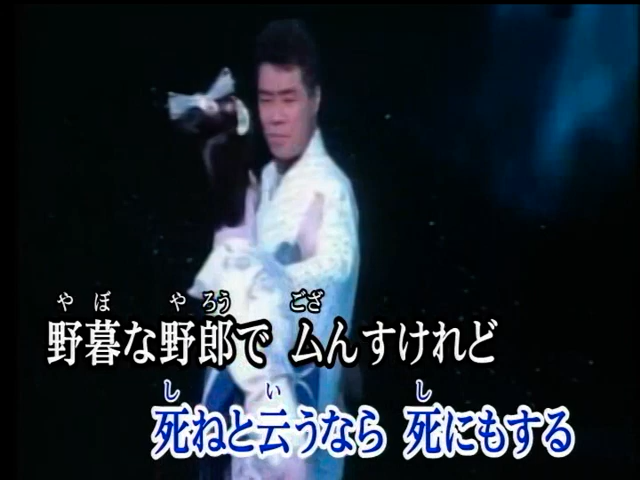 やぼ やろう ござ
野暮な野郎で ムんすけれど
し い し
死ねと云うなら 死にもする